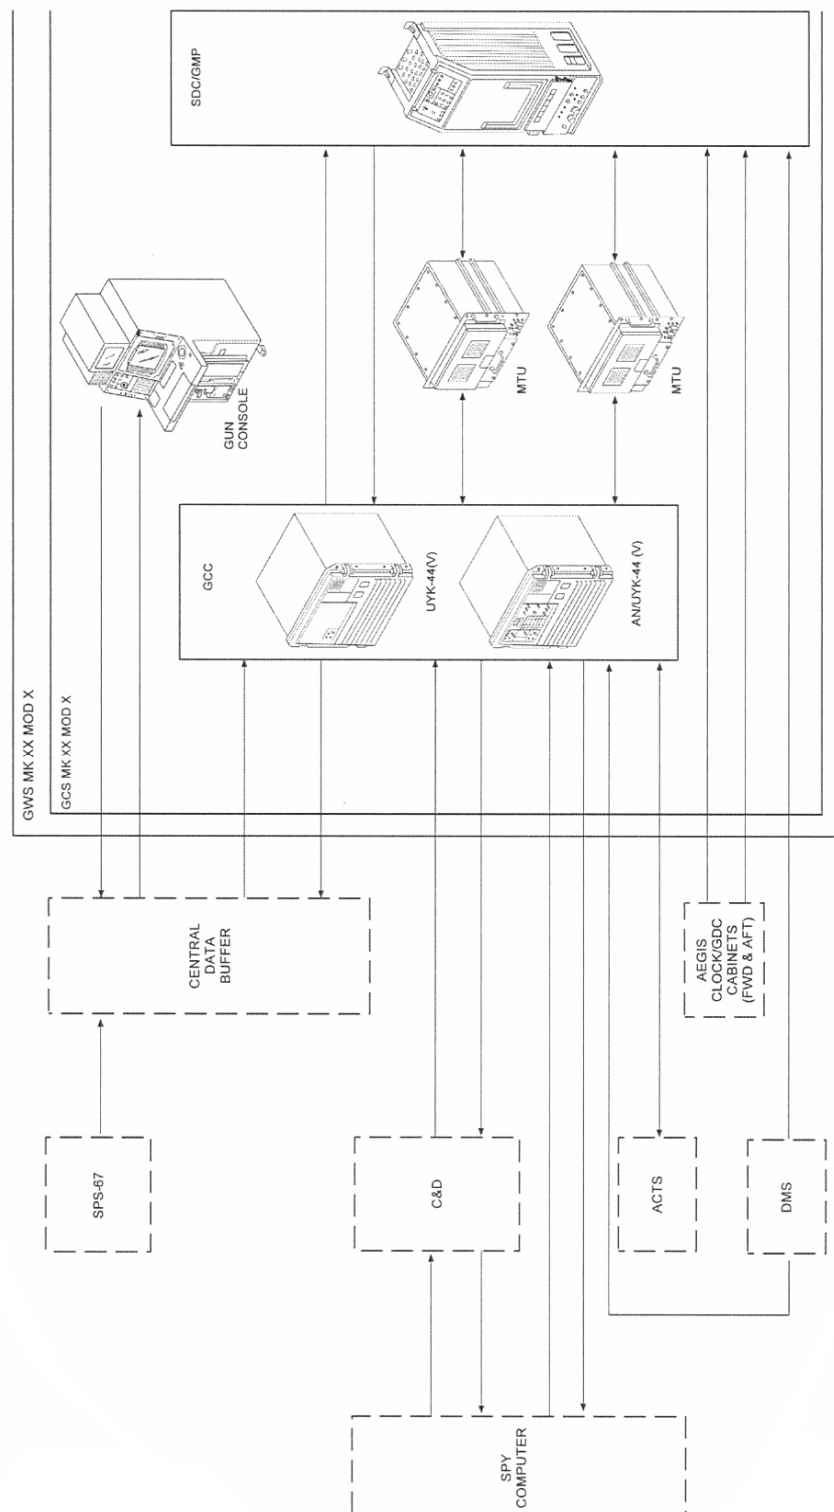 GWS MK XX MOD X
GCS MK XX MOD X
SPS-67
CENTRAL
DATA
BUFFER
GUN
CONSOLE
SDC/GMP
GCC
UYK-44(V)
AN/UYK-44 (V)
MTU
MTU
SPY
COMPUTER
C&D
ACTS
DMS
AEGIS
CLOCK/GDC
CABINETS
(FWD & AFT)